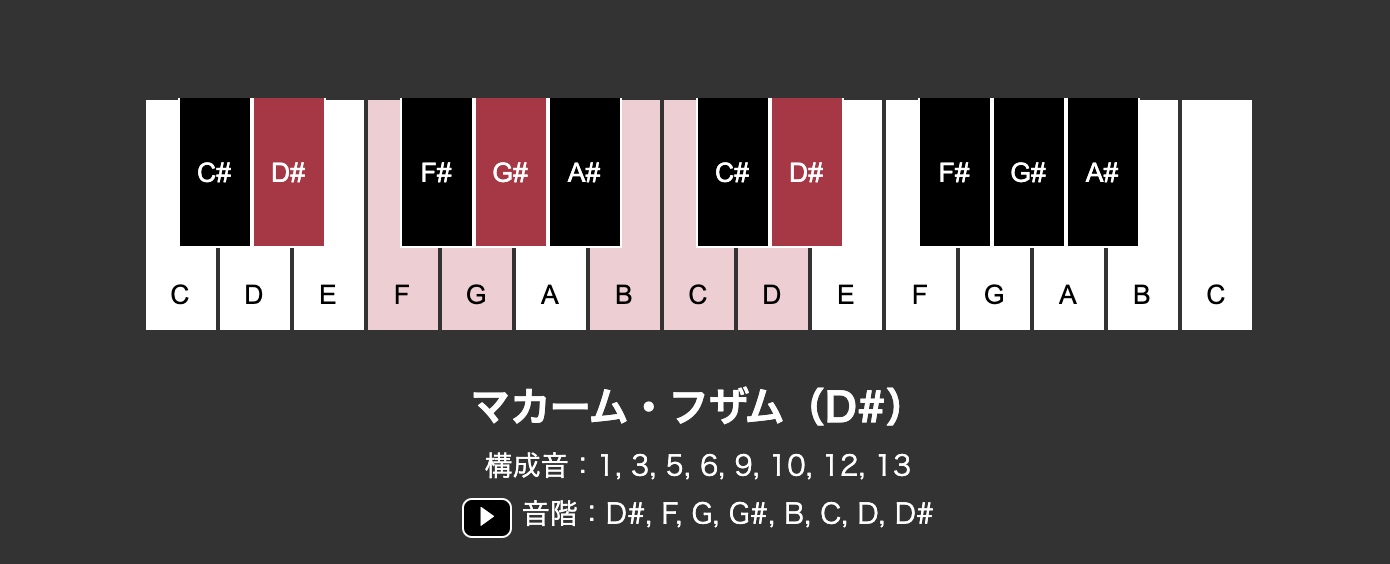 C# D# F# G# A# C# D# F# G# A#
C D E F G A B C D E F G A B C
マカーム・フザム（D#）
構成音：1, 3, 5, 6, 9, 10, 12, 13
音階：D#, F, G, G#, B, C, D, D#